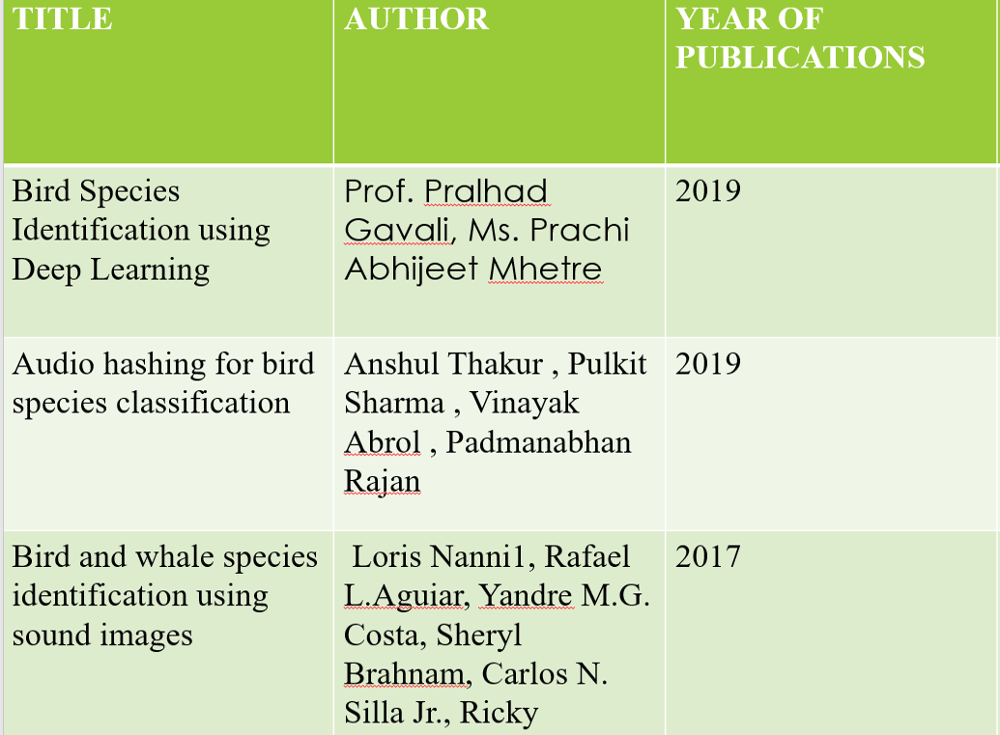 TITLE
AUTHOR
YEAR OF
PUBLICATIONS
Bird Species
Identification using
Deep Learning
Prof. Pralhad
Gavali, Ms. Prachi
Abhijeet Mhetre
2019
Audio hashing for bird
species classification
Anshul Thakur , Pulkit
Sharma , Vinayak
Abrol , Padmanabhan
Rajan
2019
Bird and whale species
identification using
sound images
Loris Nanni1, Rafael
L.Aguiar, Yandre M.G.
Costa, Sheryl
Brahnam, Carlos N.
Silla Jr., Ricky
2017